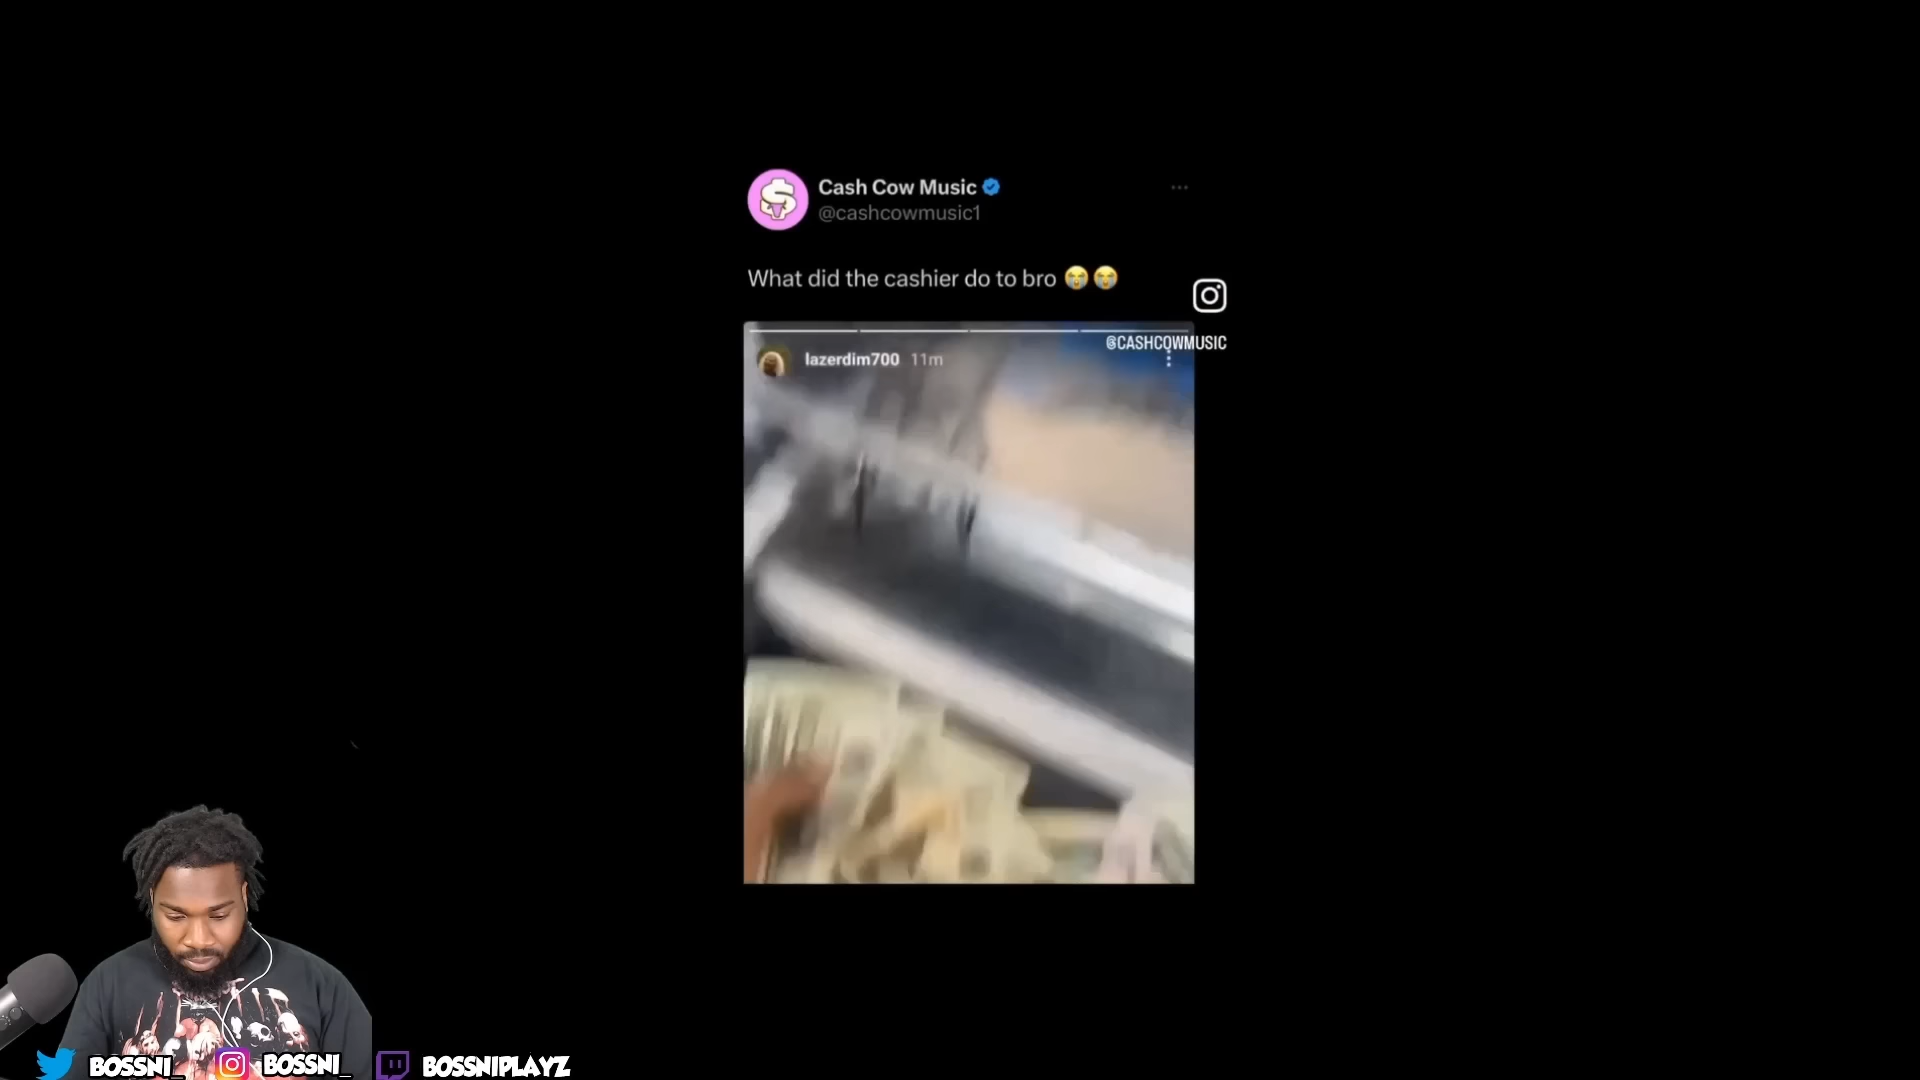 Cash Cow Music
@cashcowmusic1
What did the cashier do to bro 😭😭
@CASHCOWMUSIC
lazerdim700 11m
BOSSNI_ BOSSNI_ BOSSNIPLAYZ